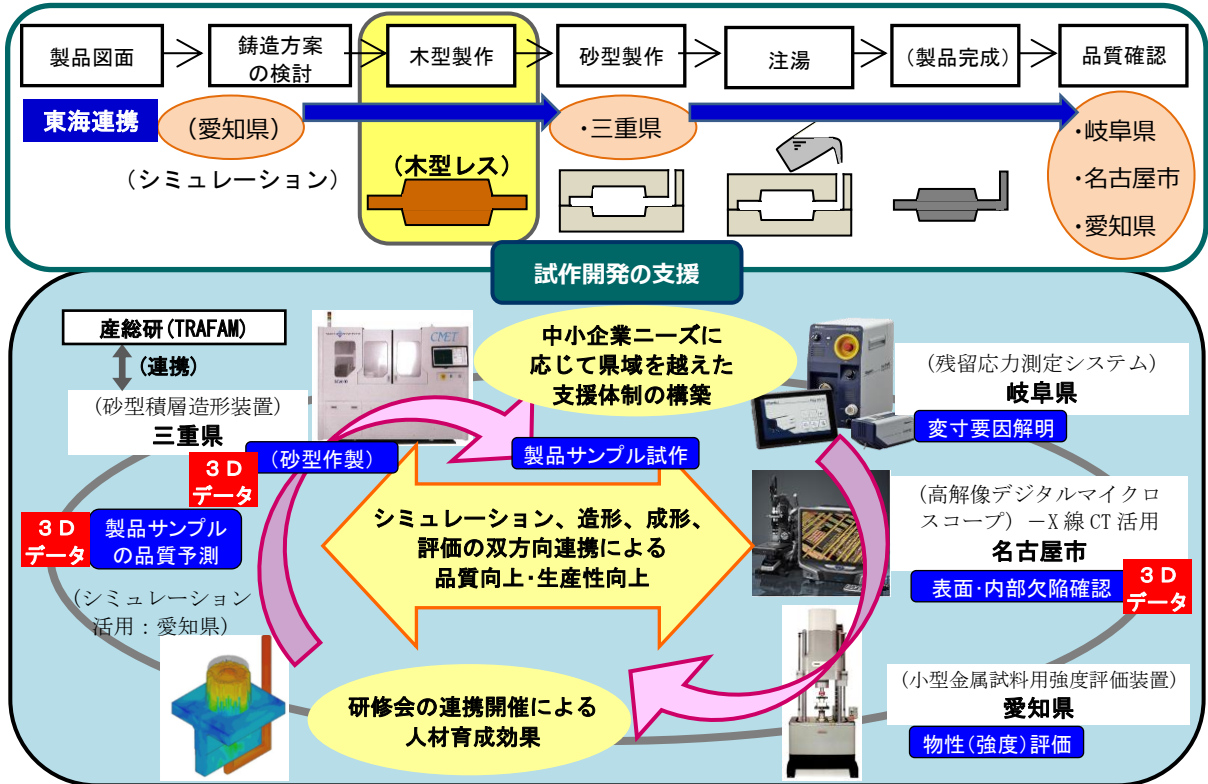 製品図面
鋳造方案
の検討
木型製作
砂型製作
注湯
(製品完成)
品質確認
東海連携
(愛知県)
(シミュレーション)
(木型レス)
・三重県
・岐阜県
・名古屋市
・愛知県
試作開発の支援
産総研(TRAFAM)
(連携)
(砂型積層造形装置)
三重県
3D
データ
(砂型作製)
CMET
中小企業ニーズに
応じて県域を越えた
支援体制の構築
製品サンプル試作
(残留応力測定システム)
岐阜県
変寸要因解明
3D
データ
製品サンプル
の品質予測
(シミュレーション
活用:愛知県)
シミュレーション、造形、成形、
評価の双方向連携による
品質向上・生産性向上
(高解像デジタルマイクロ
スコープ)-X線CT活用
名古屋市
表面・内部欠陥確認
3D
データ
研修会の連携開催による
人材育成効果
(小型金属試料用強度評価装置)
愛知県
物性(強度)評価